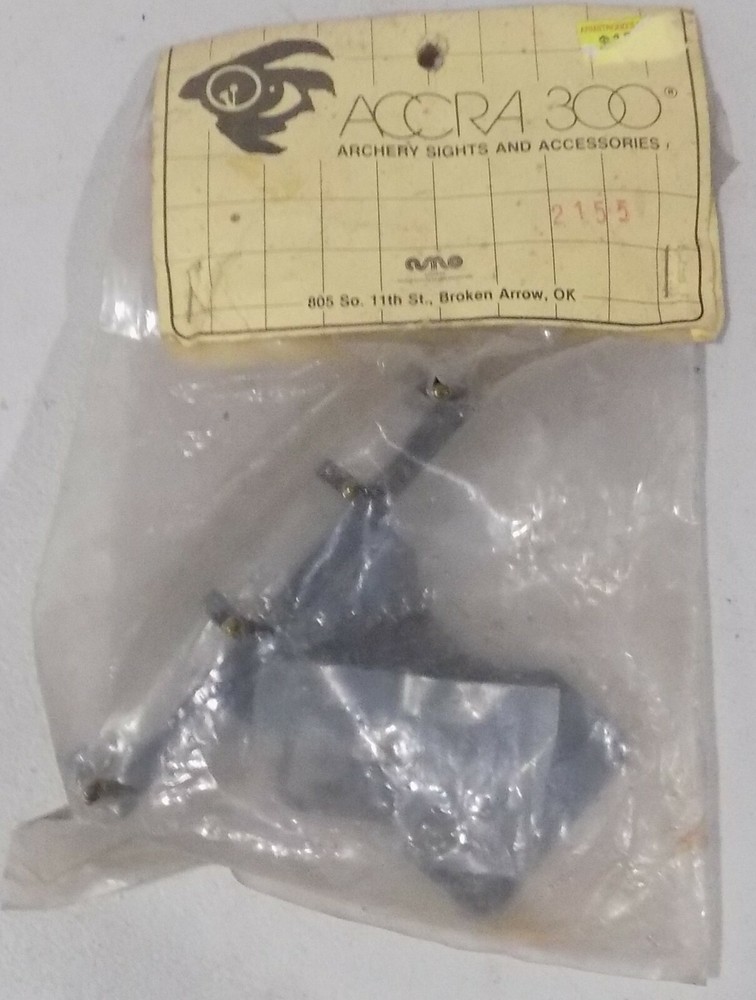 ACCRA 300®
ARCHERY SIGHTS AND ACCESSORIES
2155
805 So. 11th St., Broken Arrow, OK